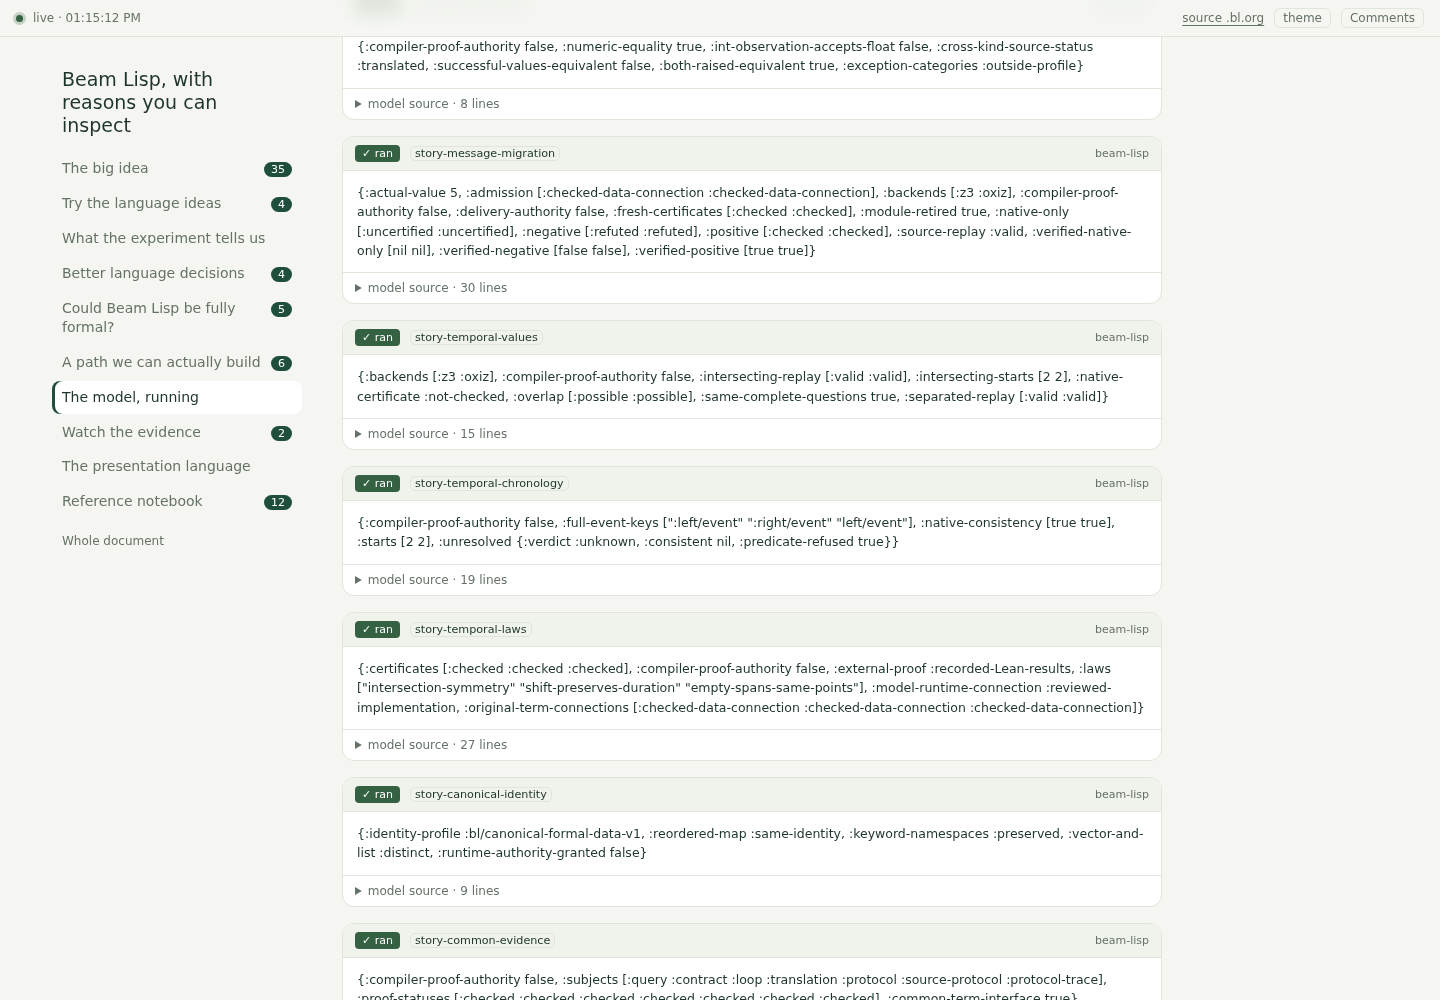 live · 01:15:12 PM
source .bl.org
theme
Comments
Beam Lisp, with
reasons you can
inspect
The big idea
35
Try the language ideas
4
What the experiment tells us
Better language decisions
4
Could Beam Lisp be fully
formal?
5
A path we can actually build
6
The model, running
Watch the evidence
2
The presentation language
Reference notebook
12
Whole document
{:compiler-proof-authority false, :numeric-equality true, :int-observation-accepts-float false, :cross-kind-source-status
:translated, :successful-values-equivalent false, :both-raised-equivalent true, :exception-categories :outside-profile}
▶ model source · 8 lines
✓ ran
story-message-migration
beam-lisp
{:actual-value 5, :admission [:checked-data-connection :checked-data-connection], :backends [:z3 :oxiz], :compiler-proof-
authority false, :delivery-authority false, :fresh-certificates [:checked :checked], :module-retired true, :native-only
[:uncertified :uncertified], :negative [:refuted :refuted], :positive [:checked :checked], :source-replay :valid, :verified-native-
only [nil nil], :verified-negative [false false], :verified-positive [true true]}
▶ model source · 30 lines
✓ ran
story-temporal-values
beam-lisp
{:backends [:z3 :oxiz], :compiler-proof-authority false, :intersecting-replay [:valid :valid], :intersecting-starts [2 2], :native-
certificate :not-checked, :overlap [:possible :possible], :same-complete-questions true, :separated-replay [:valid :valid]}
▶ model source · 15 lines
✓ ran
story-temporal-chronology
beam-lisp
{:compiler-proof-authority false, :full-event-keys [":left/event" ":right/event" "left/event"], :native-consistency [true true],
:starts [2 2], :unresolved {:verdict :unknown, :consistent nil, :predicate-refused true}}
▶ model source · 19 lines
✓ ran
story-temporal-laws
beam-lisp
{:certificates [:checked :checked :checked], :compiler-proof-authority false, :external-proof :recorded-Lean-results, :laws
["intersection-symmetry" "shift-preserves-duration" "empty-spans-same-points"], :model-runtime-connection :reviewed-
implementation, :original-term-connections [:checked-data-connection :checked-data-connection :checked-data-connection]}
▶ model source · 27 lines
✓ ran
story-canonical-identity
beam-lisp
{:identity-profile :bl/canonical-formal-data-v1, :reordered-map :same-identity, :keyword-namespaces :preserved, :vector-and-
list :distinct, :runtime-authority-granted false}
▶ model source · 9 lines
✓ ran
story-common-evidence
beam-lisp
{:compiler-proof-authority false, :subjects [:query :contract :loop :translation :protocol :source-protocol :protocol-trace],
:proof-statuses [:checked :checked :checked :checked :checked :checked :checked], :common-term-interface true}